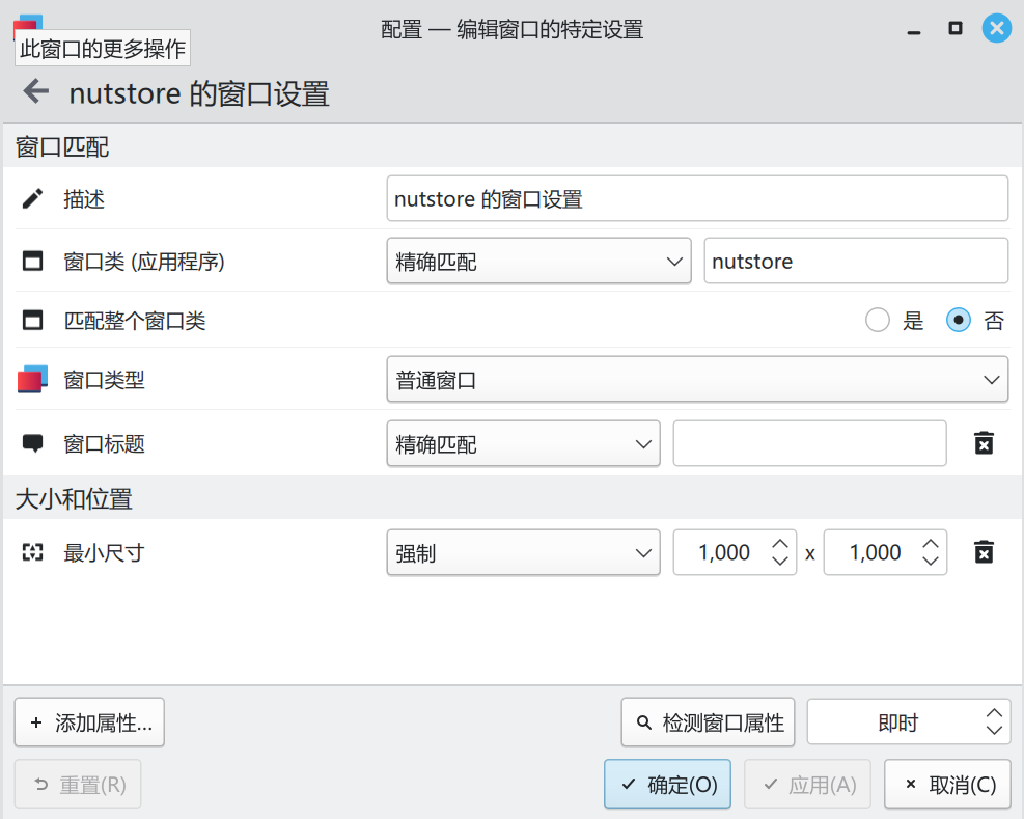 配置 — 编辑窗口的特定设置
此窗口的更多操作
nutstore 的窗口设置
窗口匹配
描述 nutstore 的窗口设置
窗口类 (应用程序) 精确匹配 nutstore
匹配整个窗口类 是 否
窗口类型 普通窗口
窗口标题 精确匹配
大小和位置
最小尺寸 强制 1,000 x 1,000
添加属性... 检测窗口属性 即时
重置(R) 确定(O) 应用(A) 取消(C)